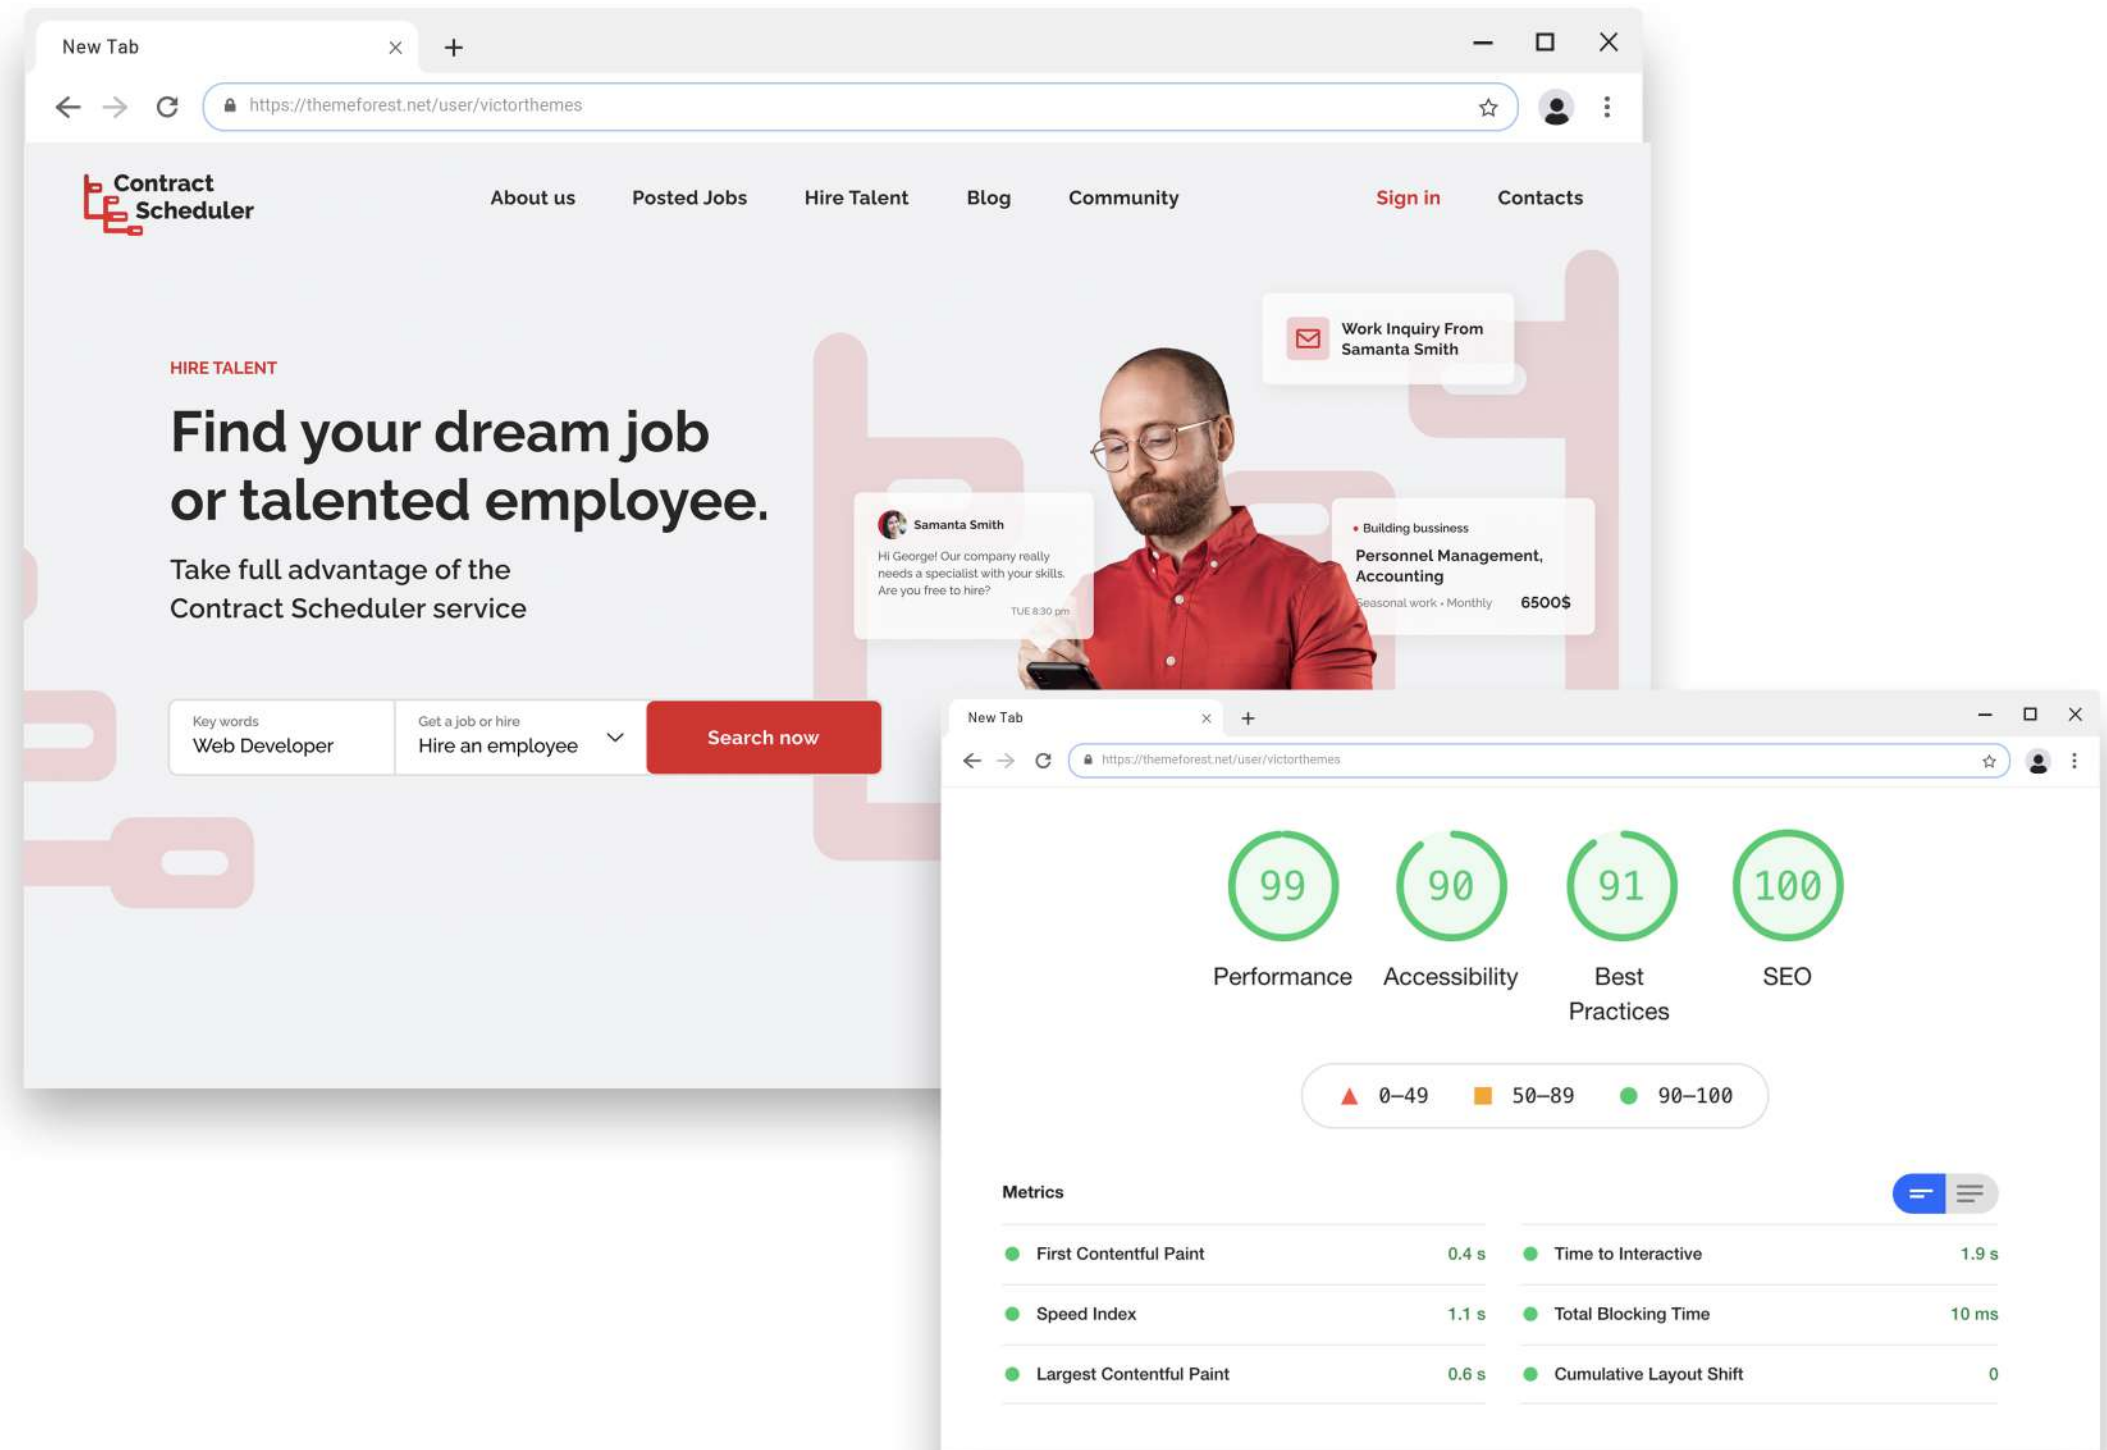 New Tab
https://themeforest.net/user/victorthemes
Contract
Scheduler
About us
Posted Jobs
Hire Talent
Blog
Community
Sign in
Contacts
HIRE TALENT
Find your dream job
or talented employee.
Take full advantage of the
Contract Scheduler service
Key words
Web Developer
Get a job or hire
Hire an employee
Search now
Work Inquiry From
Samanta Smith
Samanta Smith
Hi George! Our company really
needs a specialist with your skills.
Are you free to hire?
TUE 8:30 pm
• Building bussiness
Personnel Management,
Accounting
Seasonal work • Monthly 6500$
New Tab
https://themeforest.net/user/victorthemes
99
Performance
90
Accessibility
91
Best
Practices
100
SEO
0–49
50–89
90–100
Metrics
First Contentful Paint 0.4 s
Time to Interactive 1.9 s
Speed Index 1.1 s
Total Blocking Time 10 ms
Largest Contentful Paint 0.6 s
Cumulative Layout Shift 0